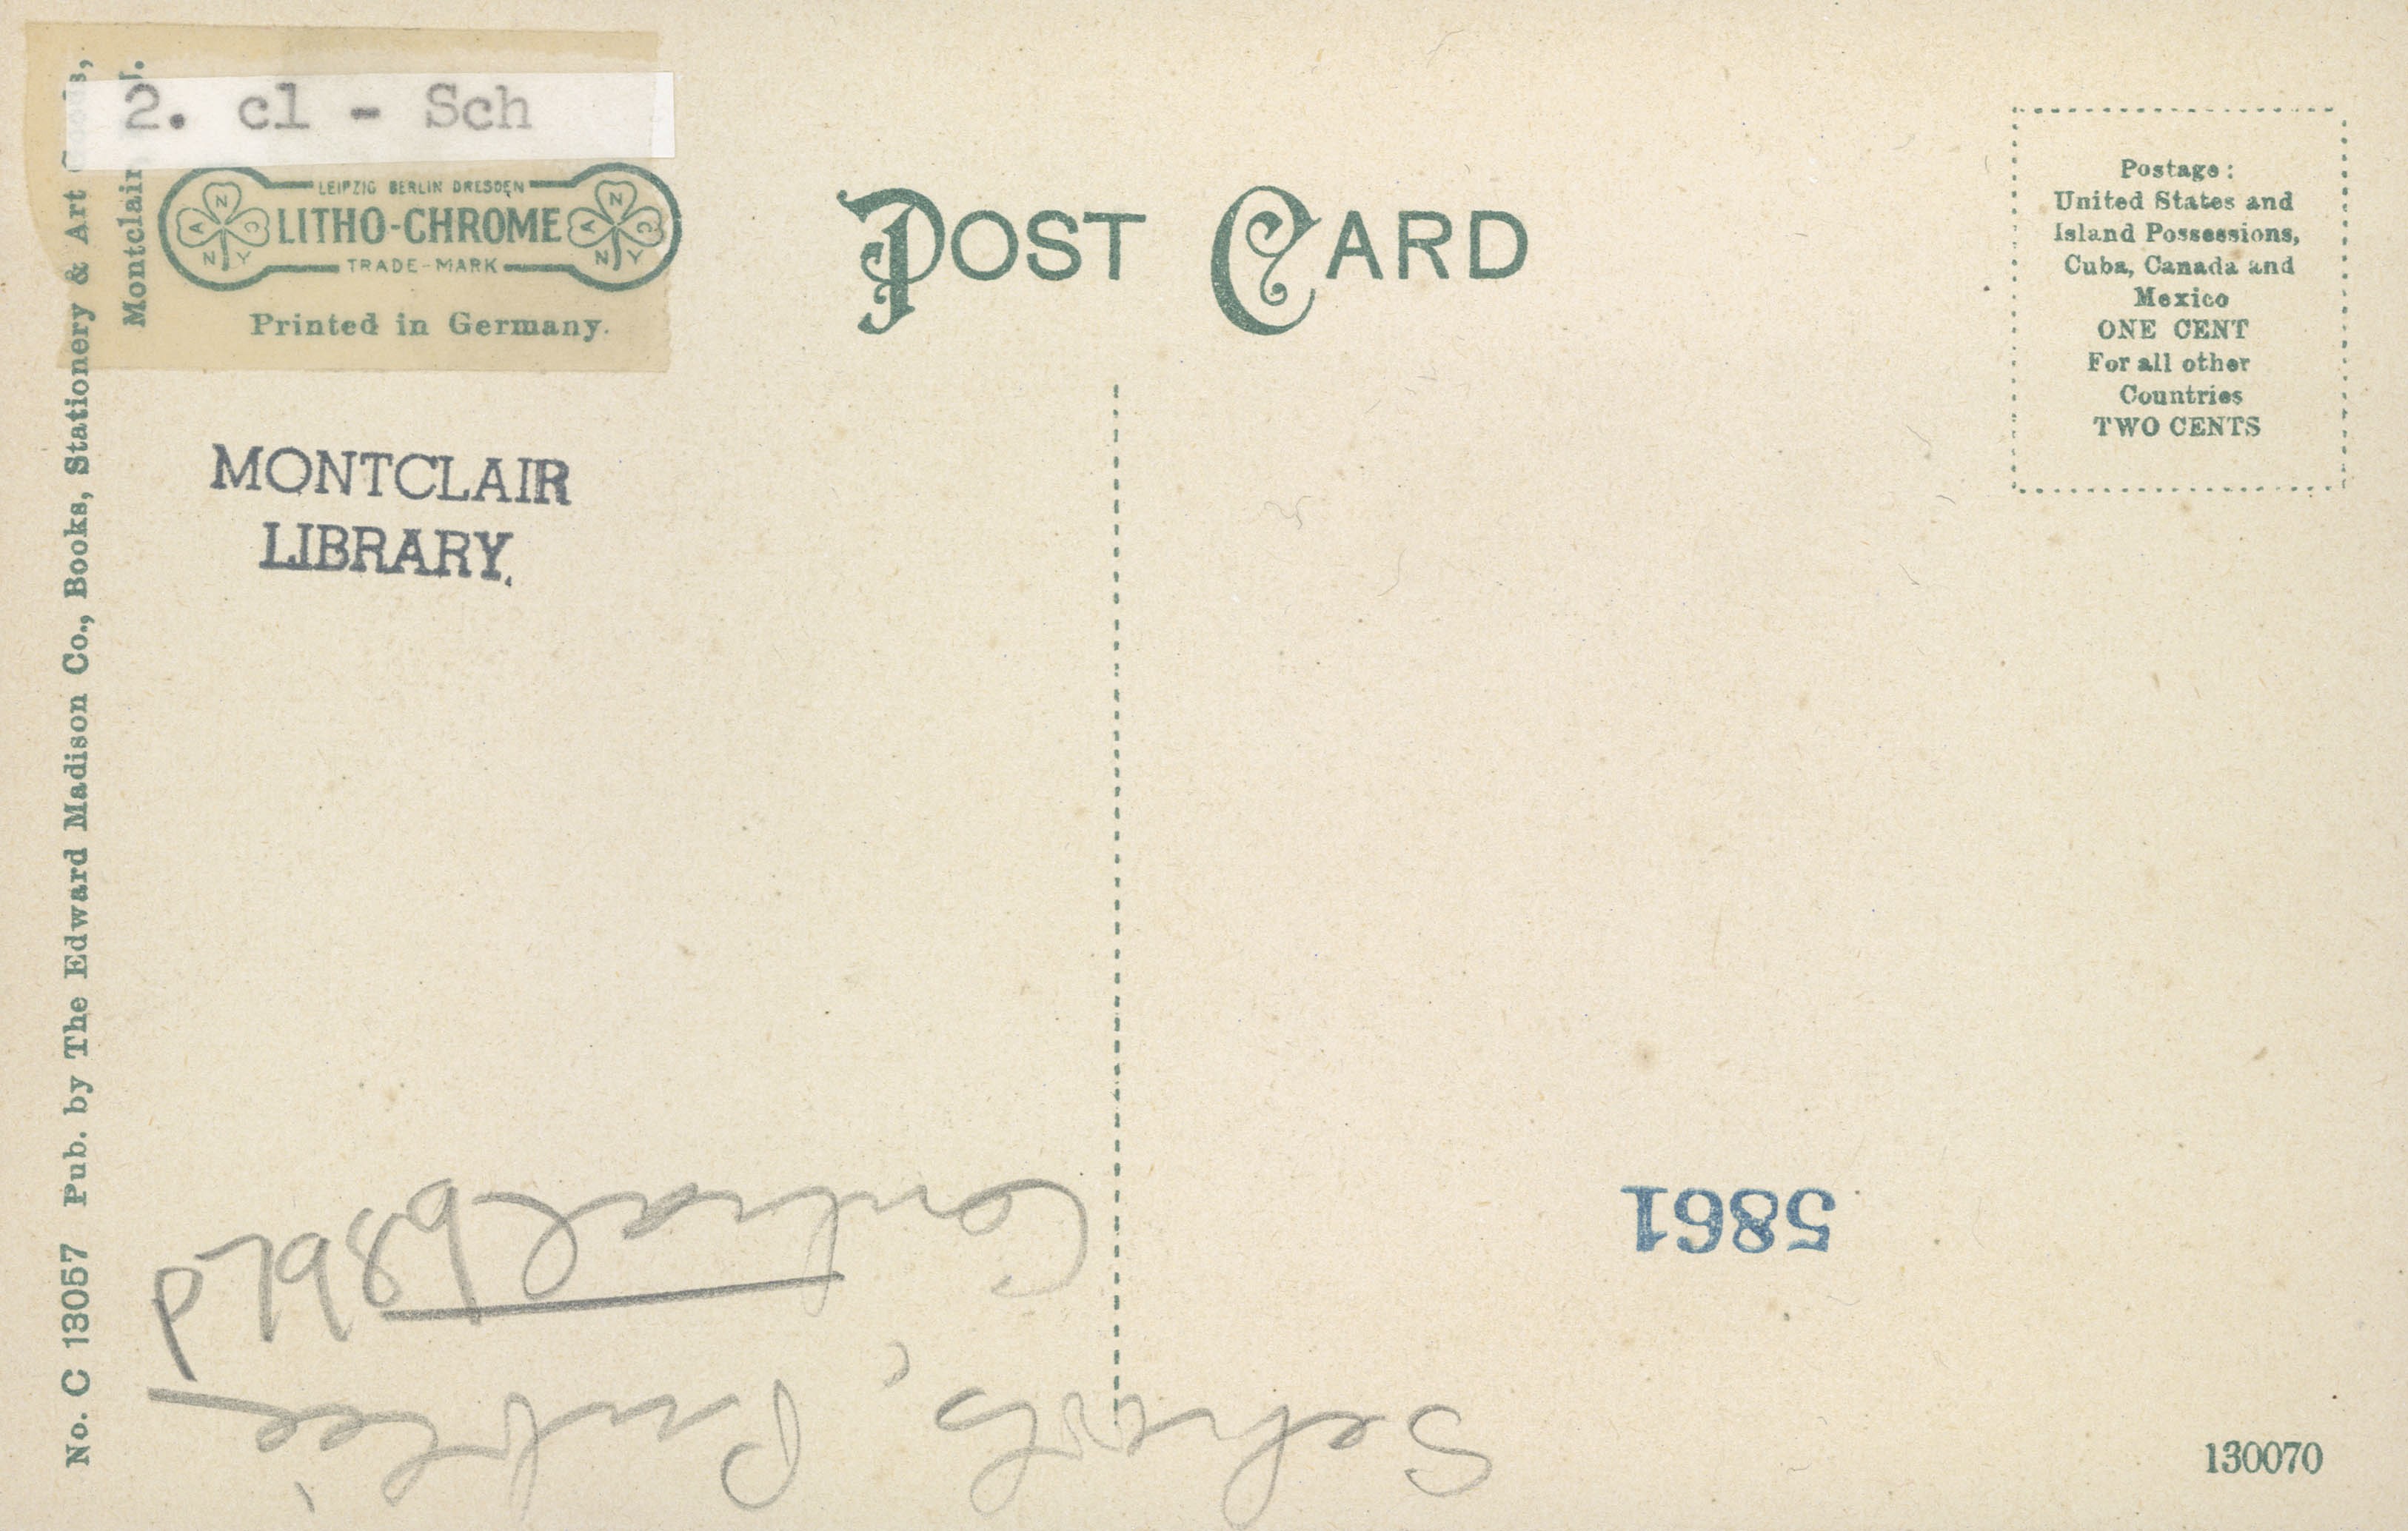 2. cl - Sch
LEIPZIG BERLIN DRESDEN
LITHO-CHROME
TRADE-MARK
Printed in Germany.
POST CARD
Postage:
United States and
Island Possessions,
Cuba, Canada and
Mexico
ONE CENT
For all other
Countries
TWO CENTS
MONTCLAIR
LIBRARY.
No. C 13057 Pub. by The Edward Madison Co., Books, Stationery & Art
Montclair
Schools, Public
Central bldg
5861
130070